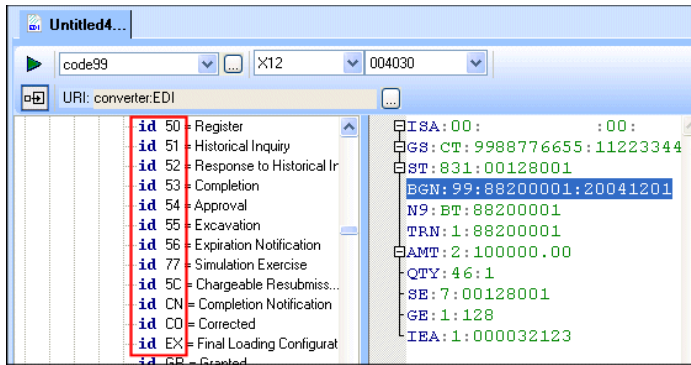 Untitled4...
code99 ... X12 004030
URI: converter:EDI ...
id 50 = Register
id 51 = Historical Inquiry
id 52 = Response to Historical Ir
id 53 = Completion
id 54 = Approval
id 55 = Excavation
id 56 = Expiration Notification
id 77 = Simulation Exercise
id 5C = Chargeable Resubmiss...
id CN = Completion Notification
id CO = Corrected
id EX = Final Loading Configurat
id GR = Granted
ISA:00: :00:
GS:CT:9988776655:11223344
ST:831:00128001
BGN:99:88200001:20041201
N9:BT:88200001
TRN:1:88200001
AMT:2:100000.00
QTY:46:1
SE:7:00128001
GE:1:128
IEA:1:000032123